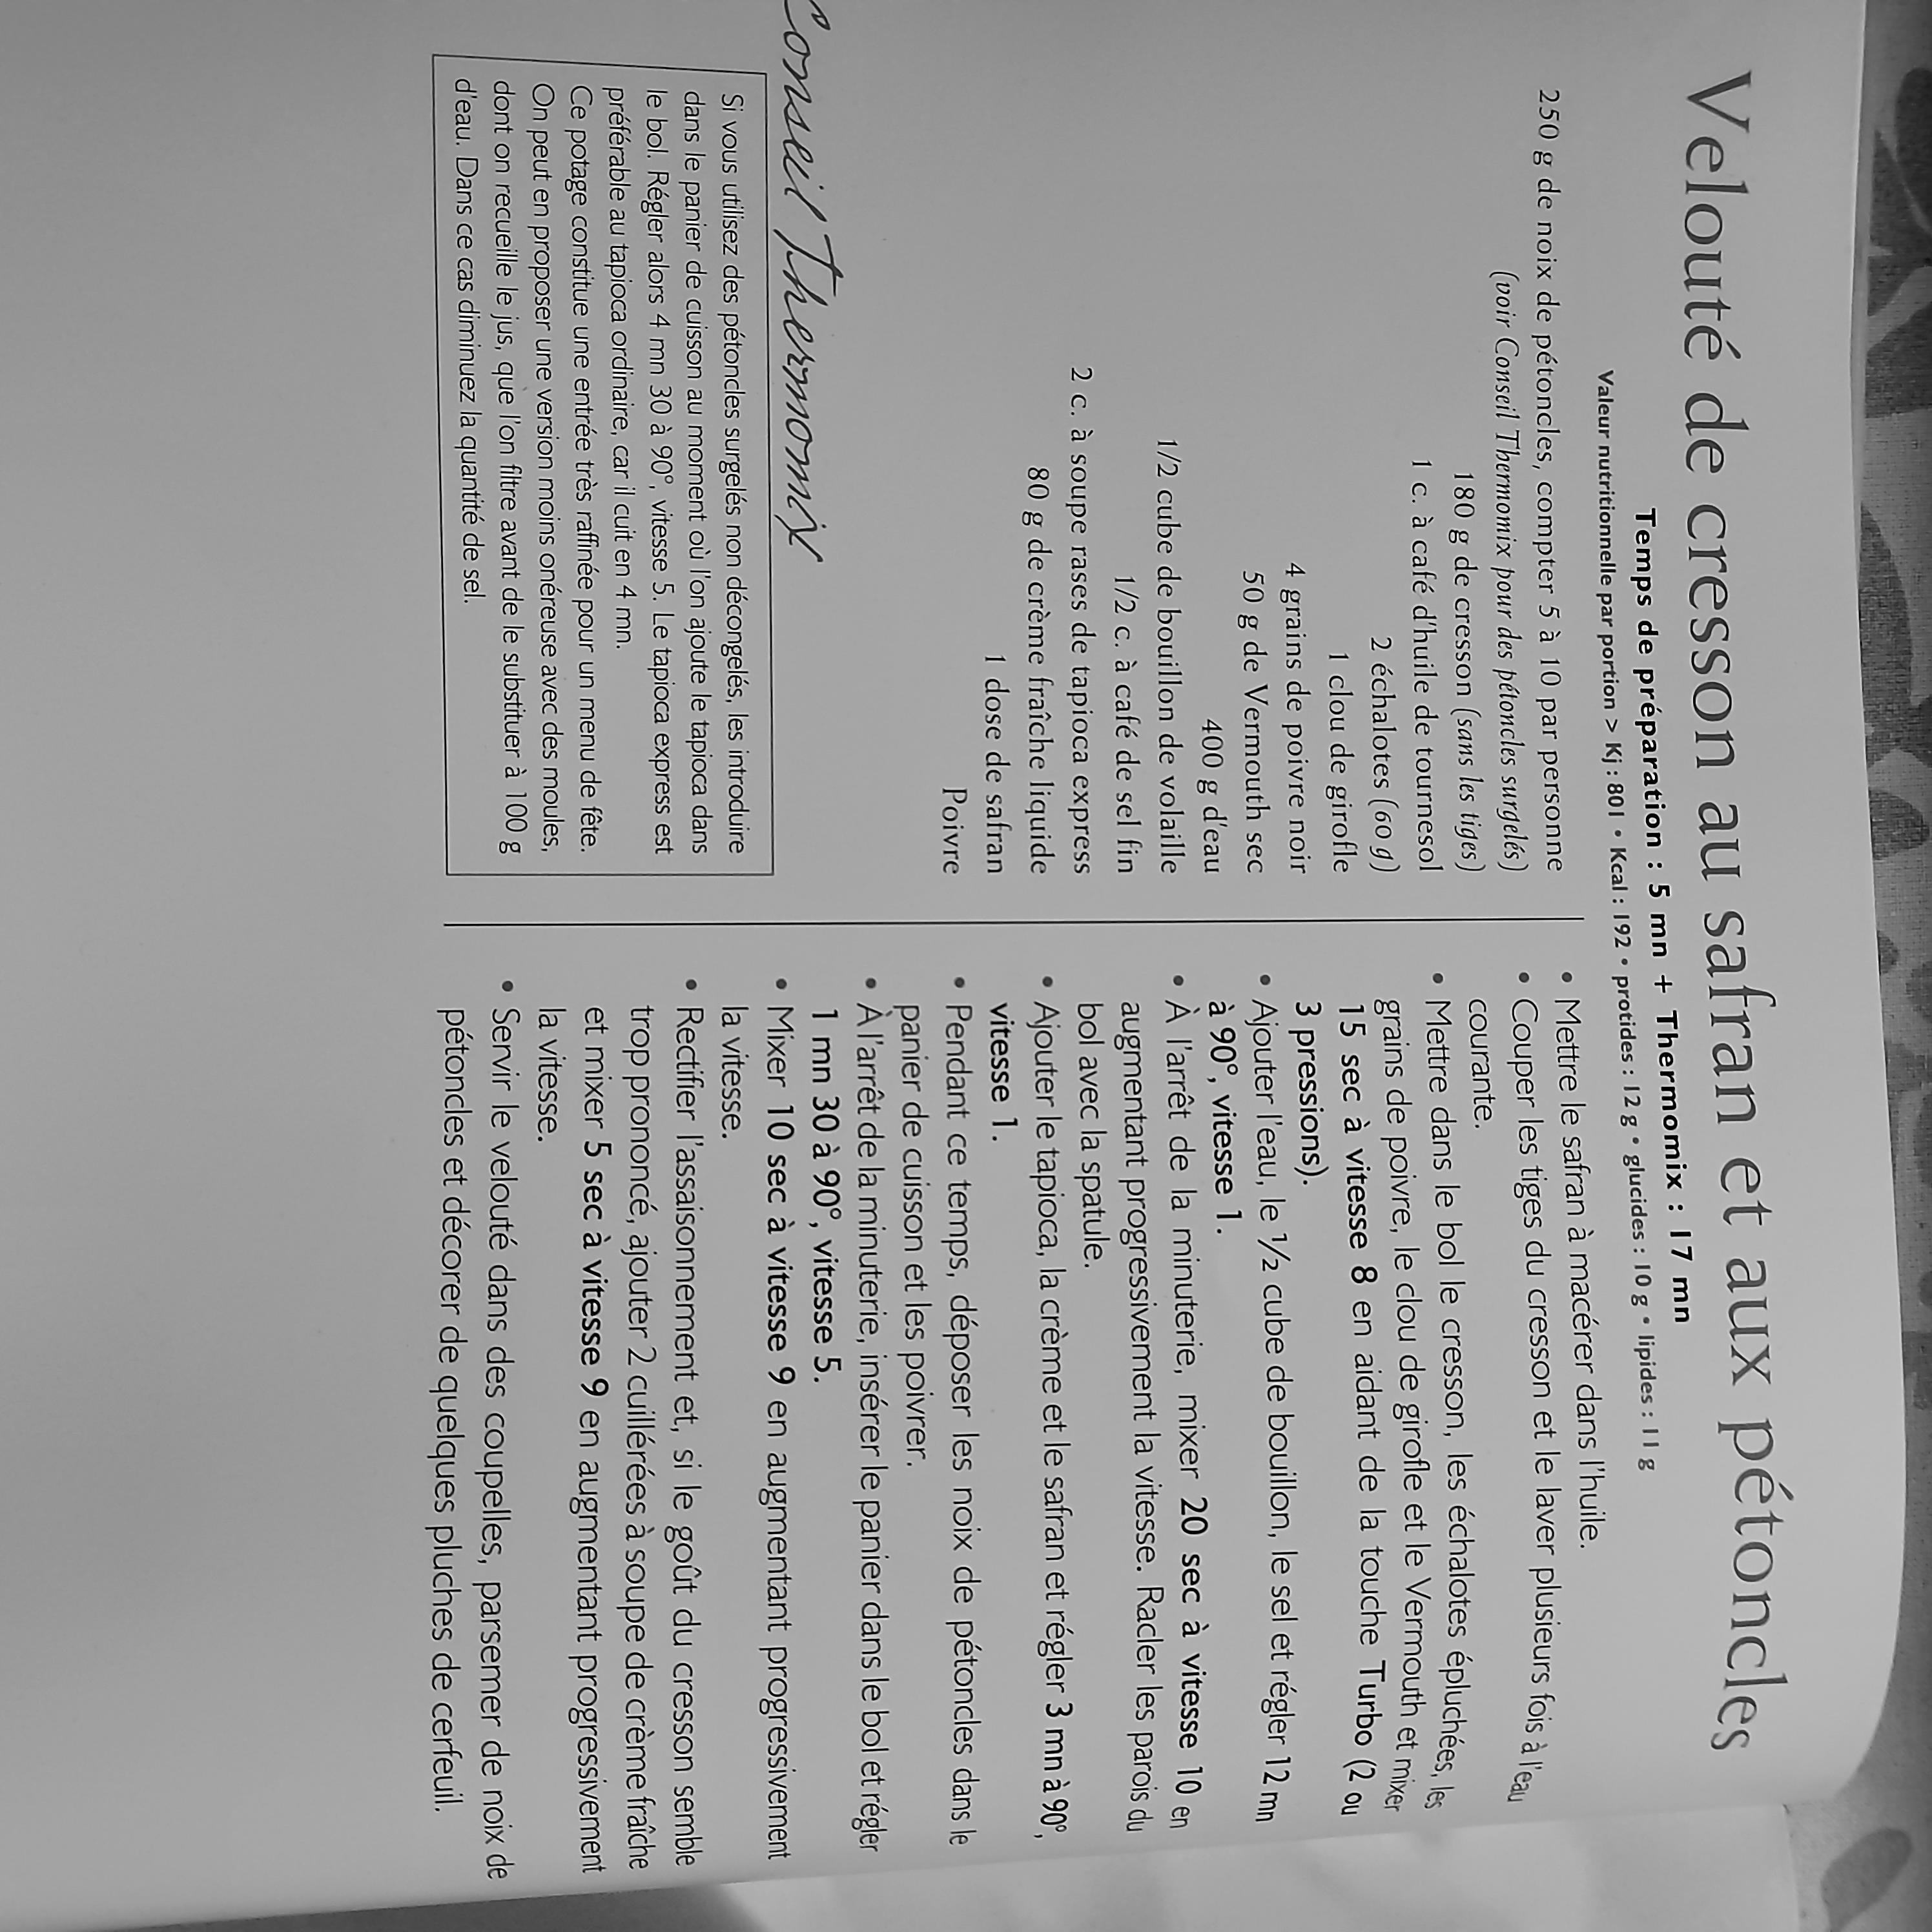 Velouté de cresson au safran et aux pétoncles
Temps de préparation : 5 mn + Thermomix : 17 mn
Valeur nutritionnelle par portion > Kj : 801 • Kcal : 192 • protides : 12 g • glucides : 10 g • lipides : 11 g
250 g de noix de pétoncles, compter 5 à 10 par personne
(voir Conseil Thermomix pour des pétoncles surgelés)
180 g de cresson (sans les tiges)
1 c. à café d'huile de tournesol
2 échalotes (60 g)
1 clou de girofle
4 grains de poivre noir
50 g de Vermouth sec
400 g d'eau
1/2 cube de bouillon de volaille
1/2 c. à café de sel fin
2 c. à soupe rases de tapioca express
80 g de crème fraîche liquide
1 dose de safran
Poivre
Conseil Thermomix
Si vous utilisez des pétoncles surgelés non décongelés, les introduire
dans le panier de cuisson au moment où l'on ajoute le tapioca dans
le bol. Régler alors 4 mn 30 à 90°, vitesse 5. Le tapioca express est
préférable au tapioca ordinaire, car il cuit en 4 mn.
Ce potage constitue une entrée très raffinée pour un menu de fête.
On peut en proposer une version moins onéreuse avec des moules,
dont on recueille le jus, que l'on filtre avant de le substituer à 100 g
d'eau. Dans ce cas diminuez la quantité de sel.
• Mettre le safran à macérer dans l'huile.
• Couper les tiges du cresson et le laver plusieurs fois à l'eau
courante.
• Mettre dans le bol le cresson, les échalotes épluchées, les
grains de poivre, le clou de girofle et le Vermouth et mixer
15 sec à vitesse 8 en aidant de la touche Turbo (2 ou
3 pressions).
• Ajouter l'eau, le ½ cube de bouillon, le sel et régler 12 mn
à 90°, vitesse 1.
• À l'arrêt de la minuterie, mixer 20 sec à vitesse 10 en
augmentant progressivement la vitesse. Racler les parois du
bol avec la spatule.
• Ajouter le tapioca, la crème et le safran et régler 3 mn à 90°,
vitesse 1.
• Pendant ce temps, déposer les noix de pétoncles dans le
panier de cuisson et les poivrer.
• À l'arrêt de la minuterie, insérer le panier dans le bol et régler
1 mn 30 à 90°, vitesse 5.
• Mixer 10 sec à vitesse 9 en augmentant progressivement
la vitesse.
• Rectifier l'assaisonnement et, si le goût du cresson semble
trop prononcé, ajouter 2 cuillérées à soupe de crème fraîche
et mixer 5 sec à vitesse 9 en augmentant progressivement
la vitesse.
• Servir le velouté dans des coupelles, parsemer de noix de
pétoncles et décorer de quelques pluches de cerfeuil.